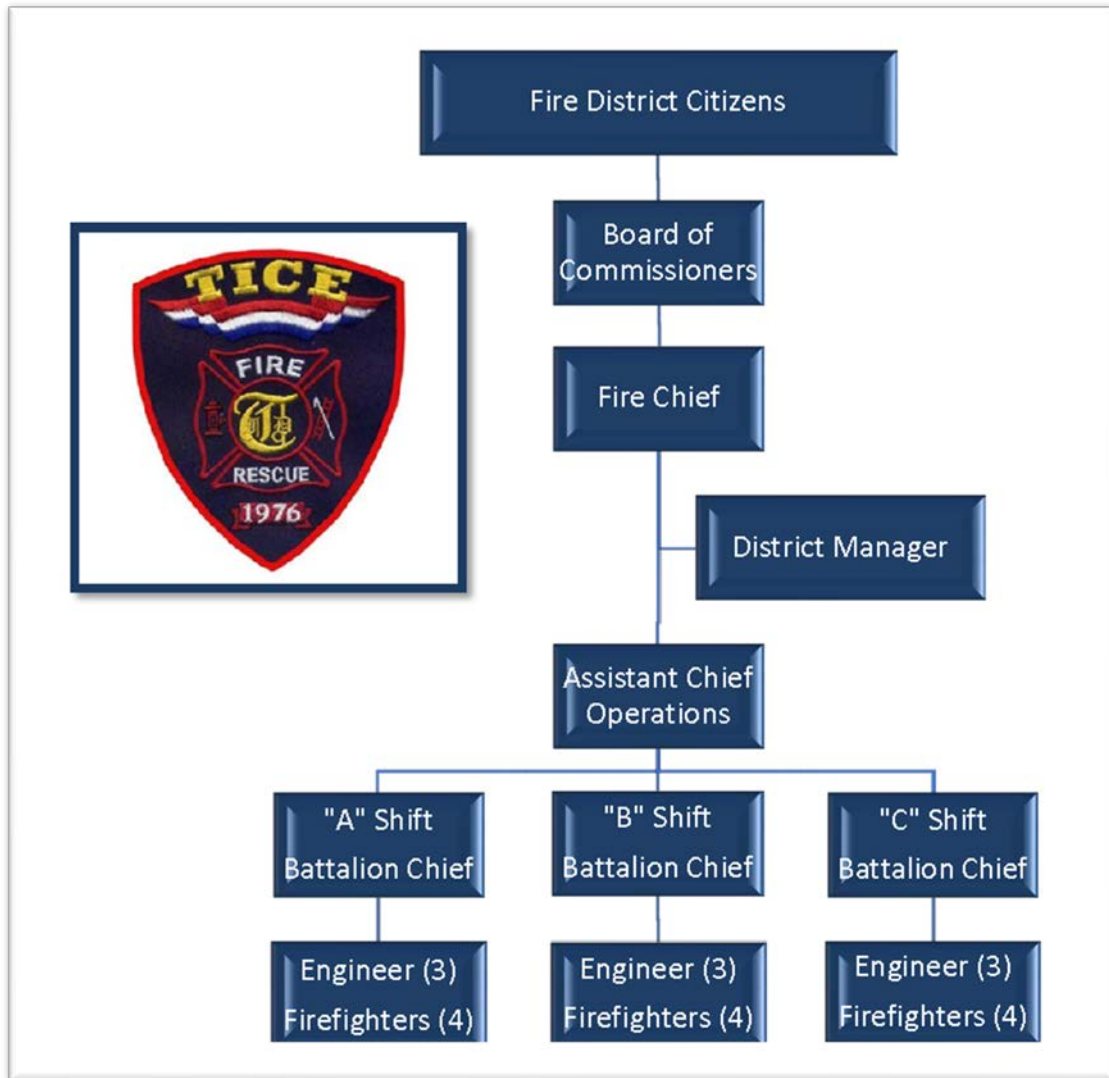 Fire District Citizens
Board of
Commissioners
TICE
FIRE
RESCUE
1976
Fire Chief
District Manager
Assistant Chief
Operations
"A" Shift
Battalion Chief
"B" Shift
Battalion Chief
"C" Shift
Battalion Chief
Engineer (3)
Firefighters (4)
Engineer (3)
Firefighters (4)
Engineer (3)
Firefighters (4)